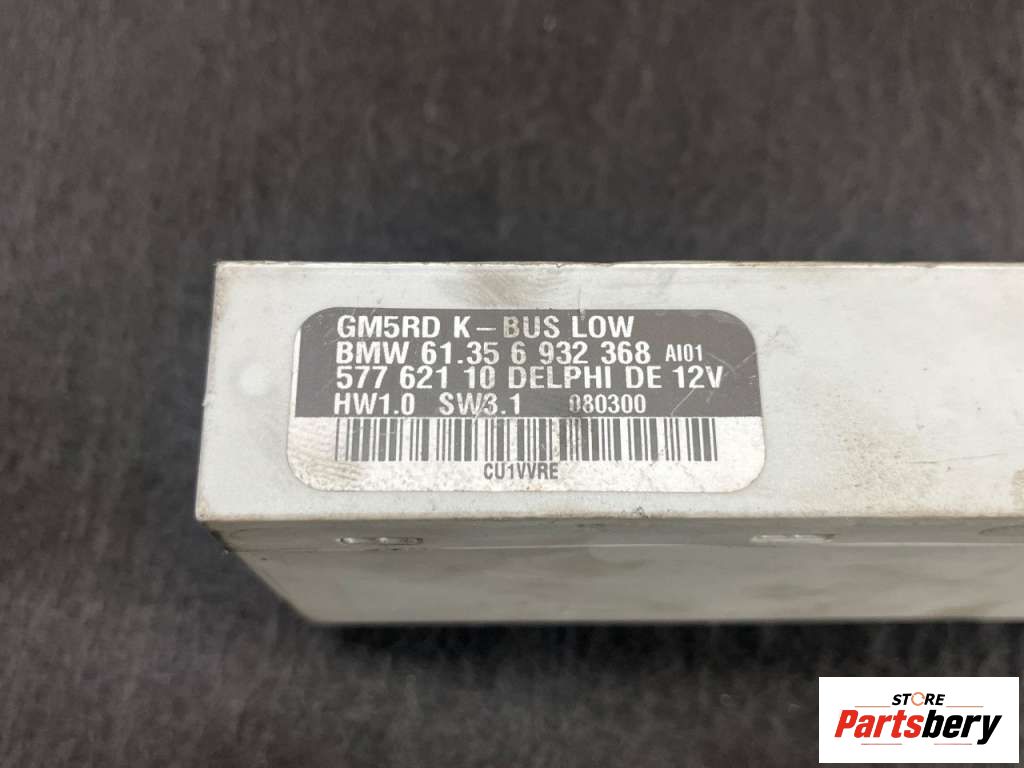 GM5RD K-BUS LOW
BMW 61.35 6 932 368 AI01
577 621 10 DELPHI DE 12V
HW1.0 SW3.1 080300
CU1VVRE
STORE
Partsbery